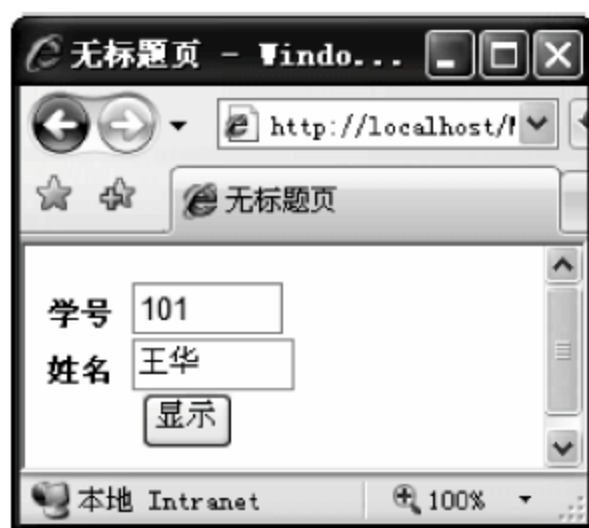 无标题页 - Windo...
http://localhost/
无标题页
学号 101
姓名 王华
显示
本地 Intranet 100%